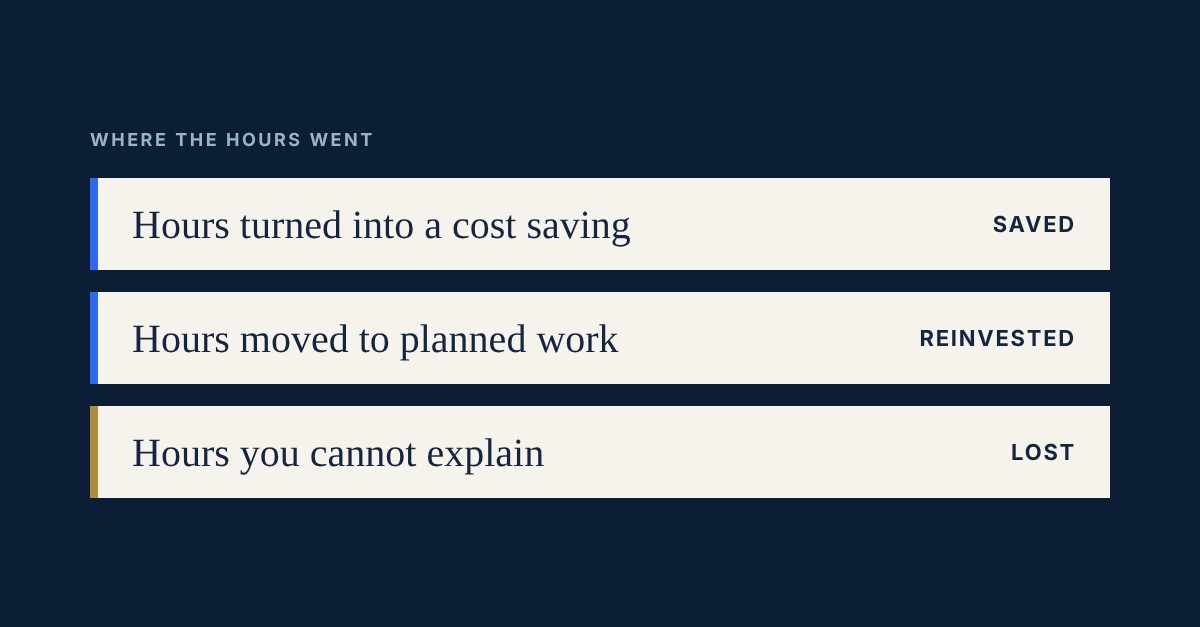 WHERE THE HOURS WENT
Hours turned into a cost saving SAVED
Hours moved to planned work REINVESTED
Hours you cannot explain LOST